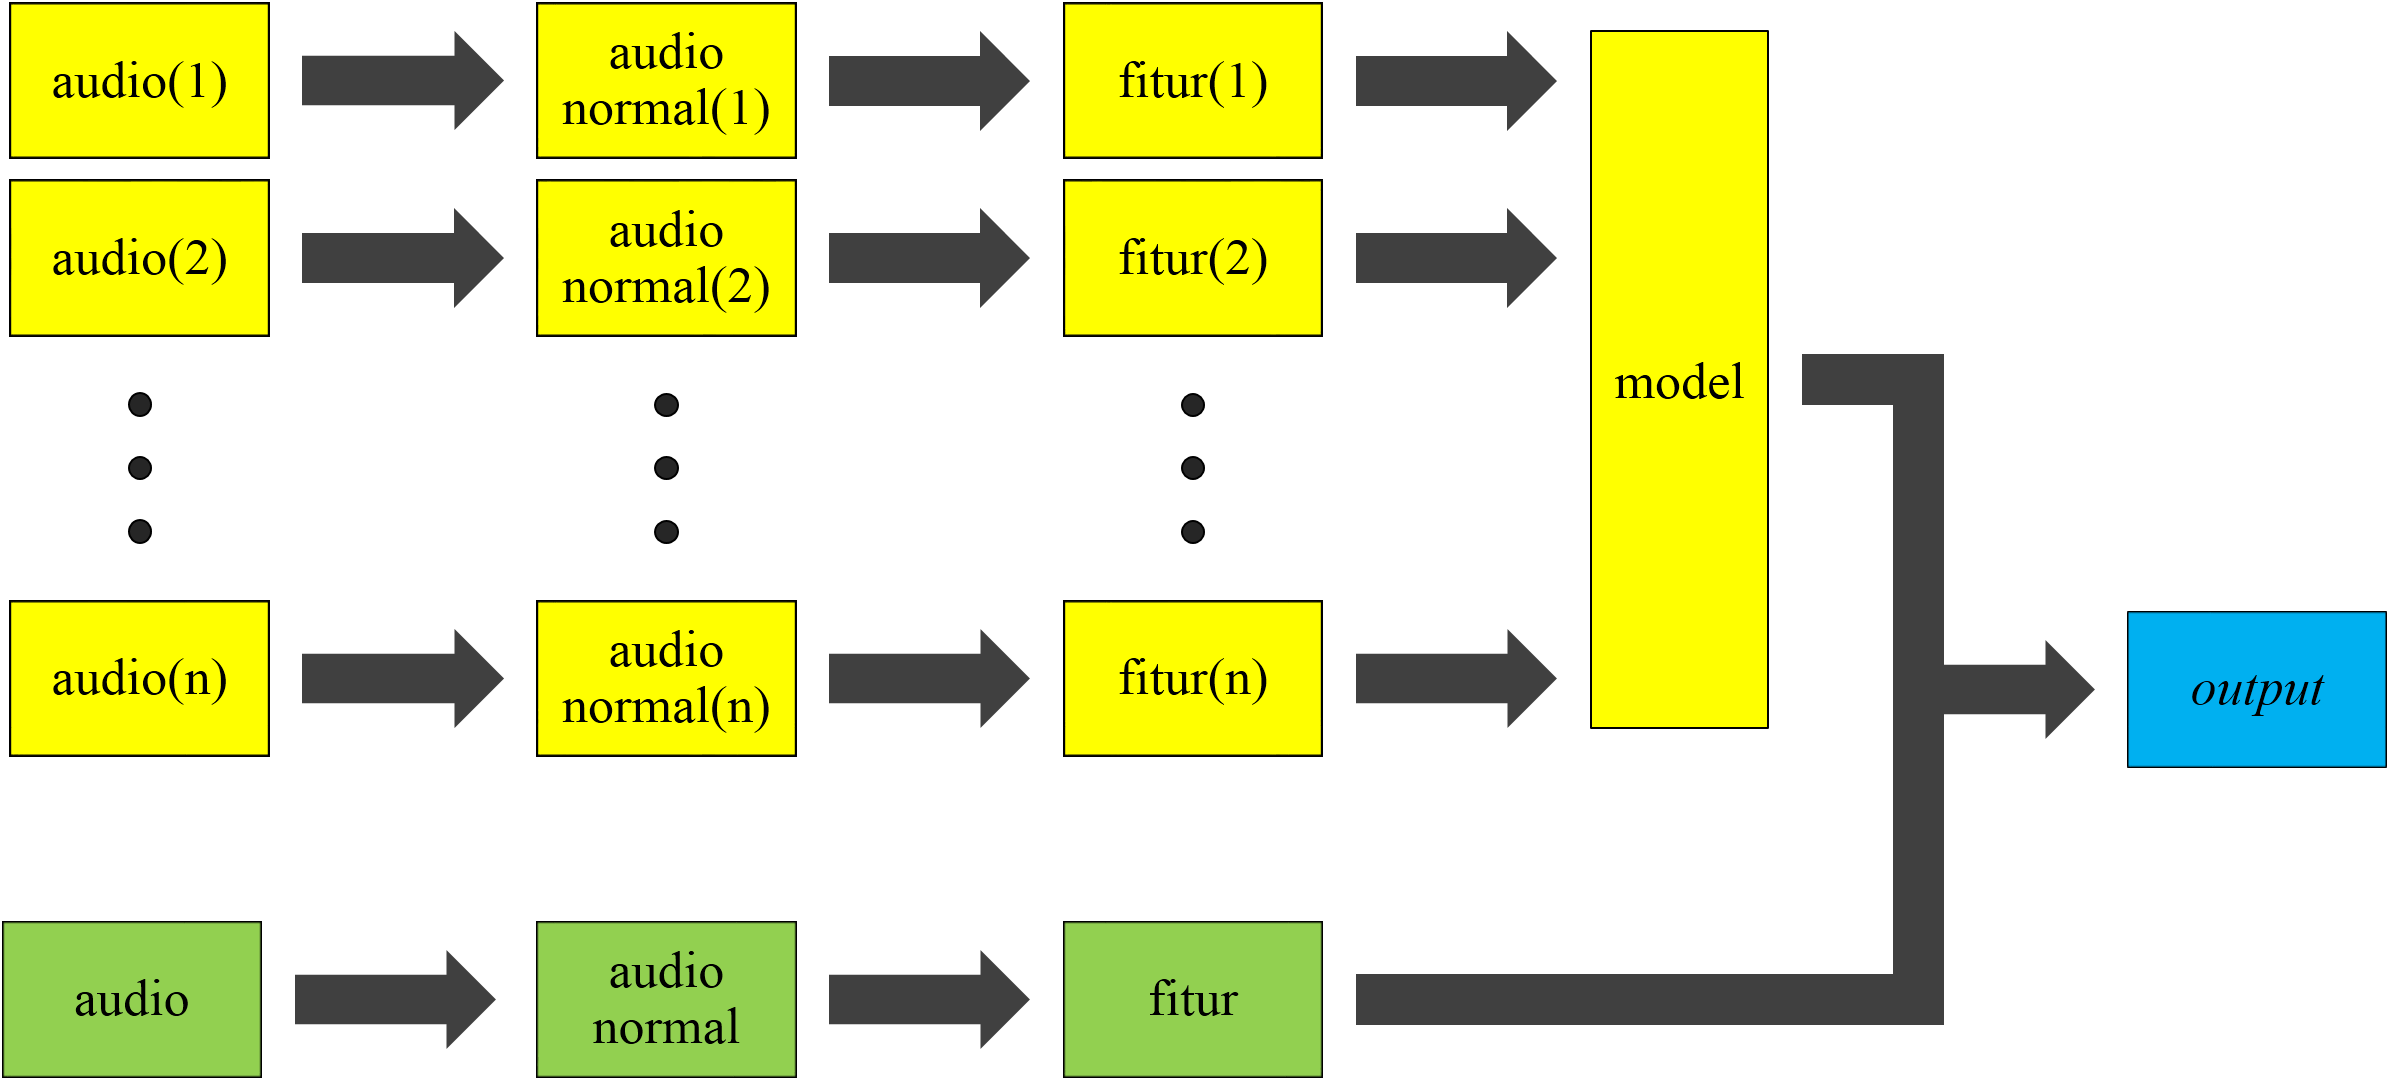 audio(1)
audio
normal(1)
fitur(1)
audio(2)
audio
normal(2)
fitur(2)
model
audio(n)
audio
normal(n)
fitur(n)
output
audio
audio
normal
fitur